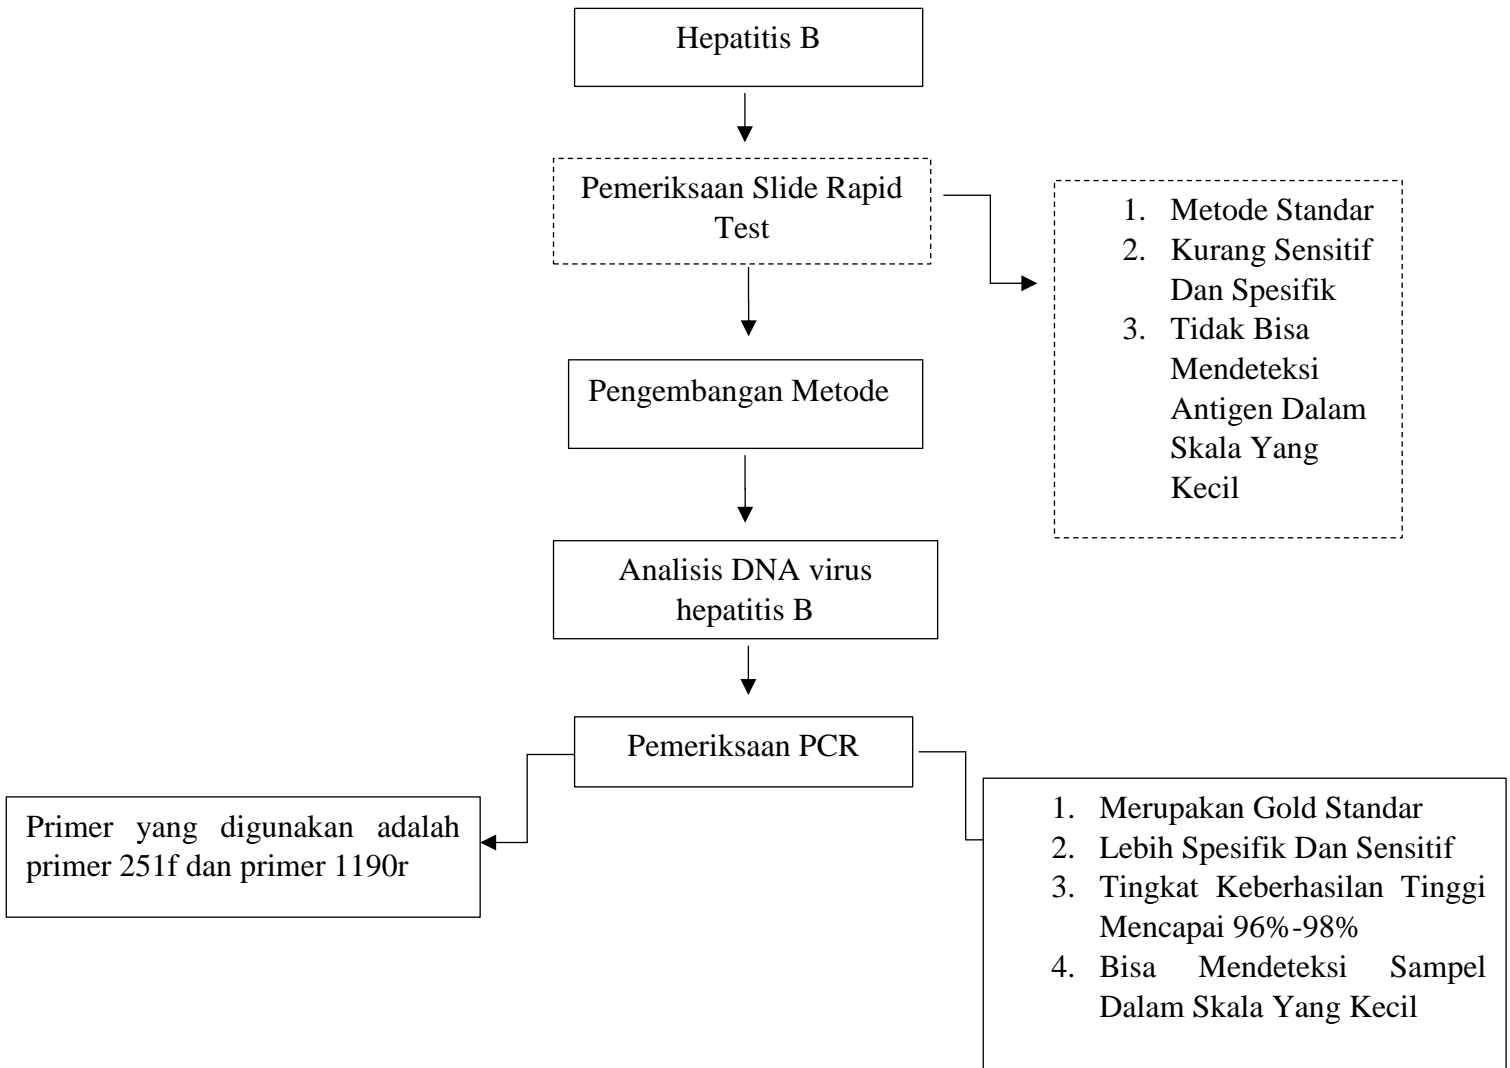 Hepatitis B
Pemeriksaan Slide Rapid
Test
1. Metode Standar
2. Kurang Sensitif
Dan Spesifik
3. Tidak Bisa
Mendeteksi
Antigen Dalam
Skala Yang
Kecil
Pengembangan Metode
Analisis DNA virus
hepatitis B
Pemeriksaan PCR
Primer yang digunakan adalah
primer 251f dan primer 1190r
1. Merupakan Gold Standar
2. Lebih Spesifik Dan Sensitif
3. Tingkat Keberhasilan Tinggi
Mencapai 96%-98%
4. Bisa Mendeteksi Sampel
Dalam Skala Yang Kecil